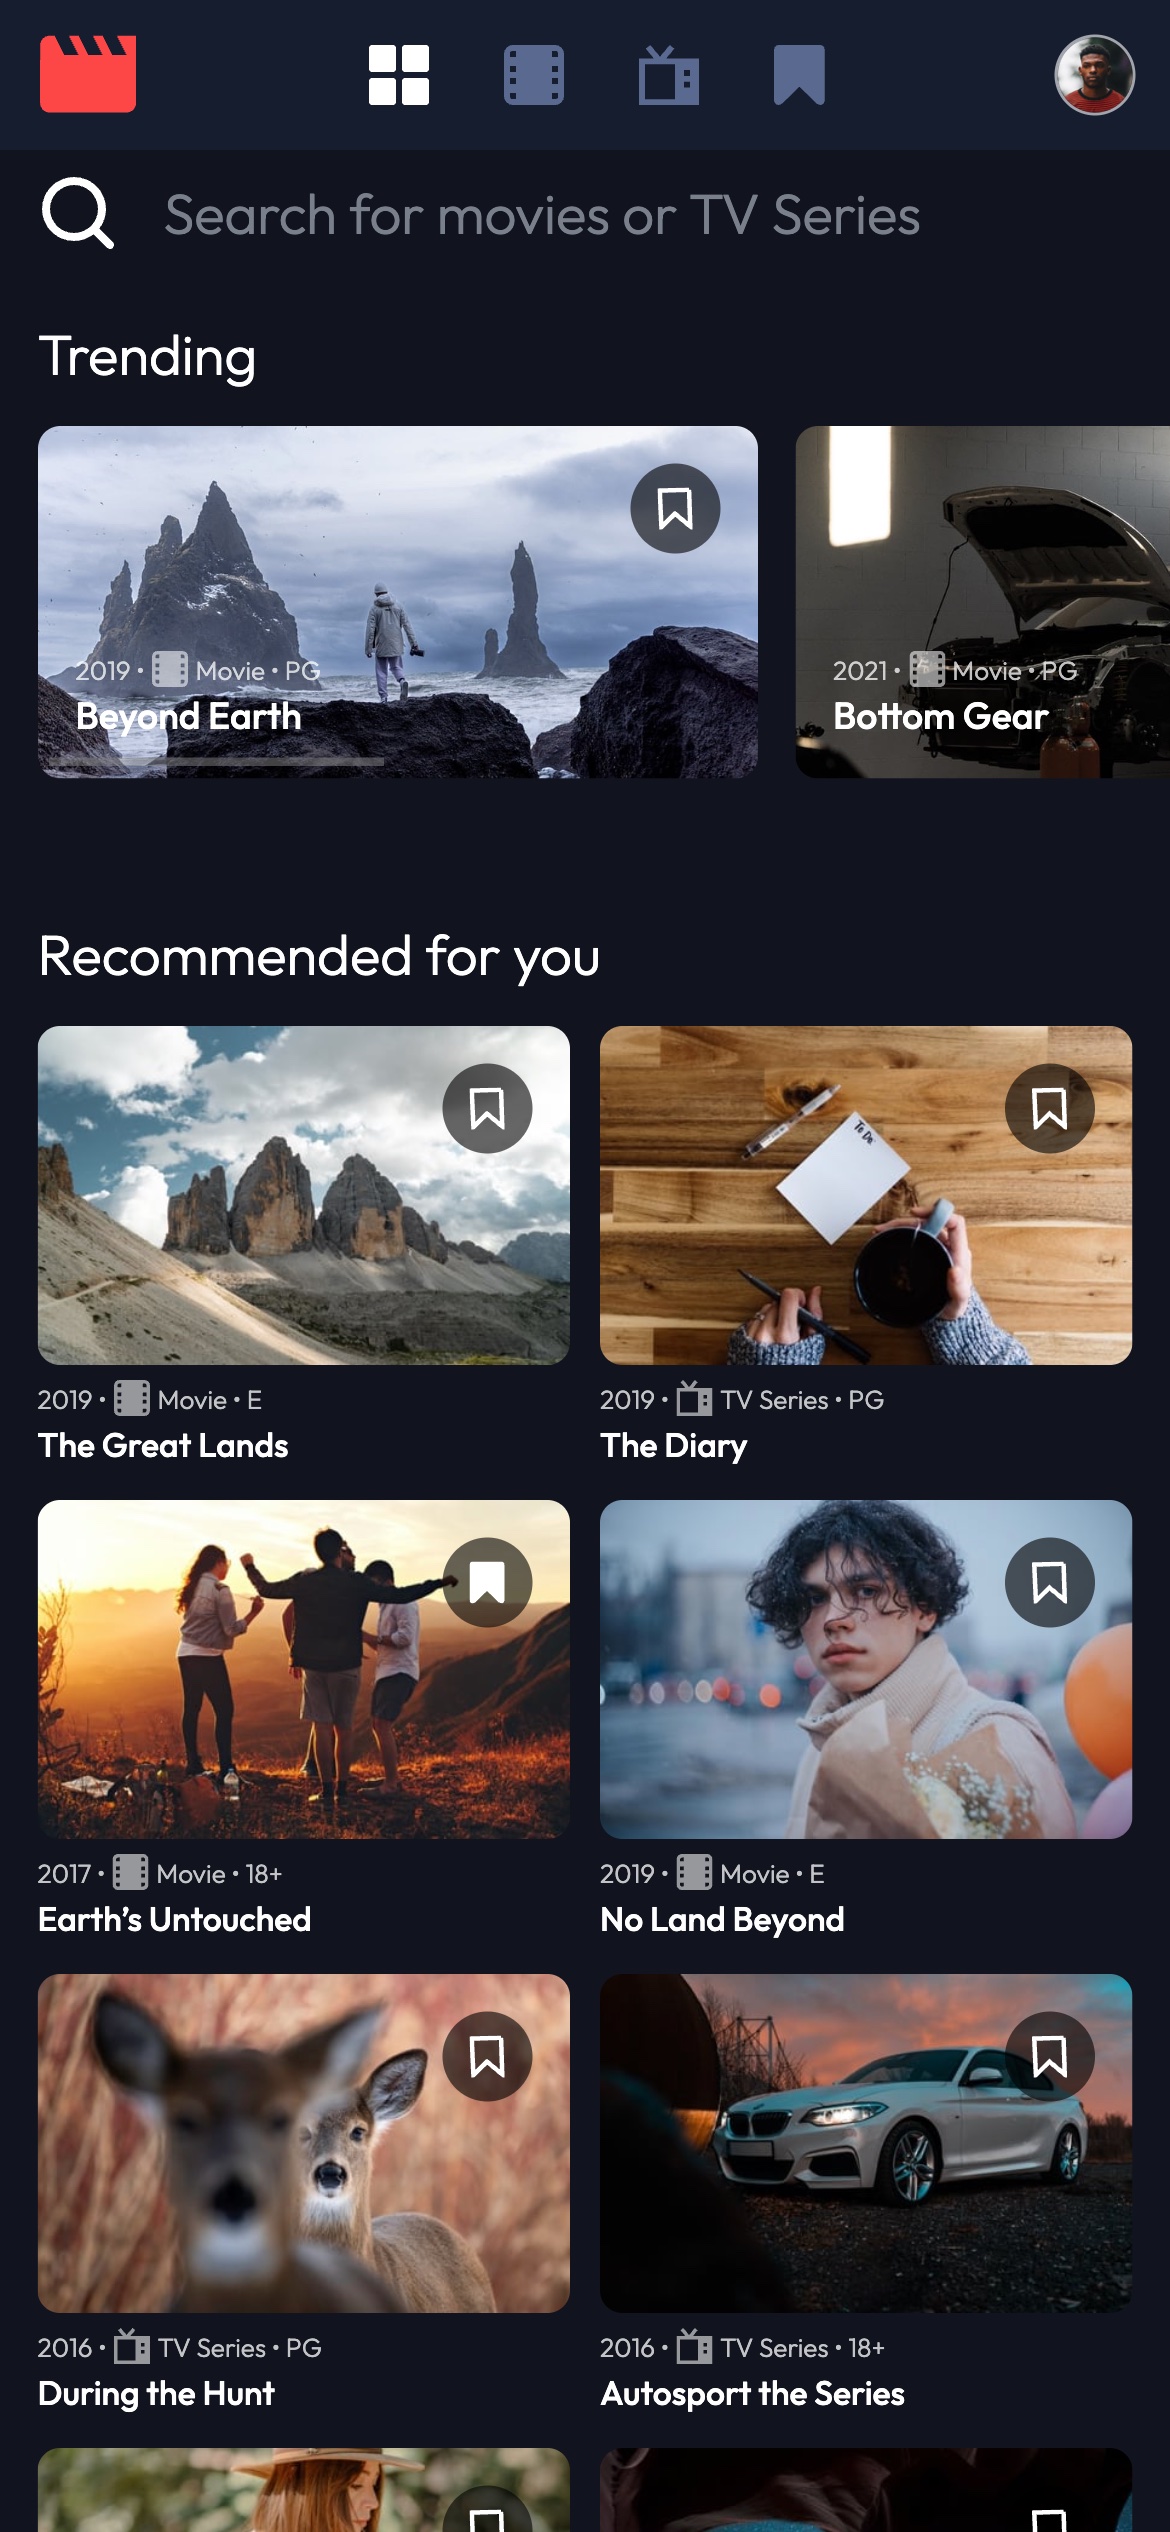 Search for movies or TV Series
Trending
2019 • Movie • PG
Beyond Earth
2021 • Movie • PG
Bottom Gear
Recommended for you
To Do
2019 • Movie • E
The Great Lands
2019 • TV Series • PG
The Diary
2017 • Movie • 18+
Earth’s Untouched
2019 • Movie • E
No Land Beyond
2016 • TV Series • PG
During the Hunt
2016 • TV Series • 18+
Autosport the Series